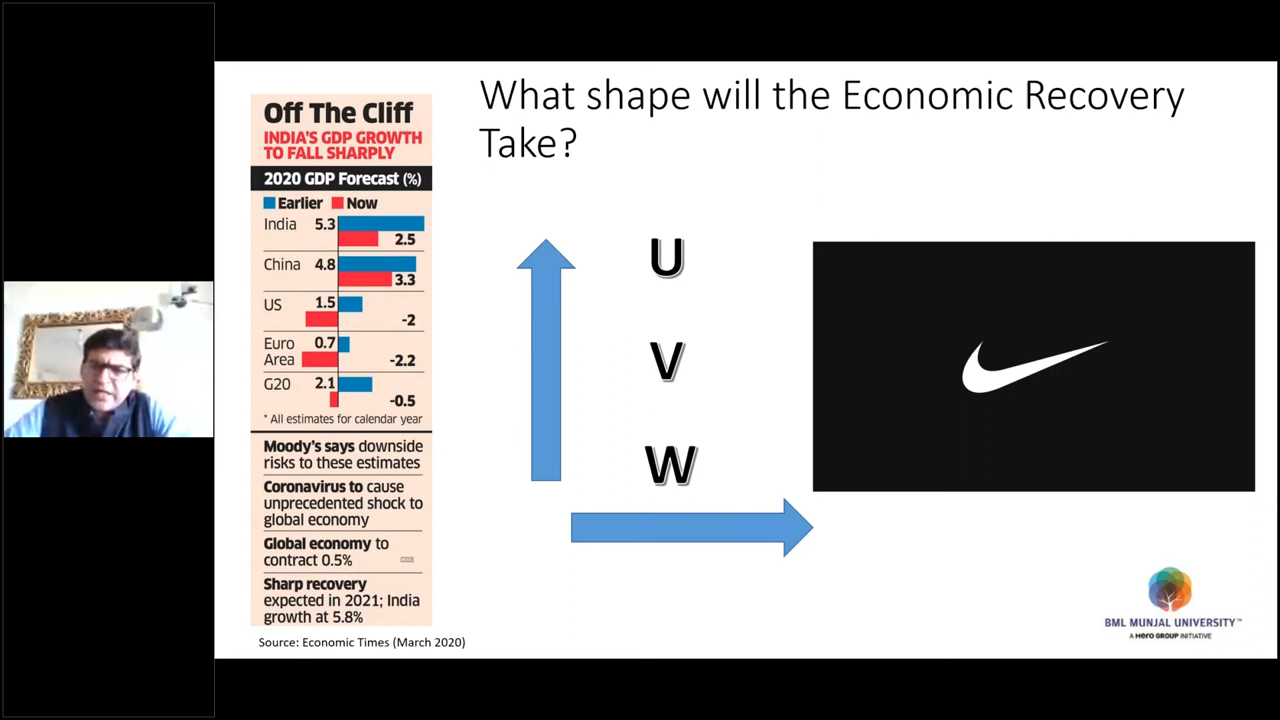 What shape will the Economic Recovery
Take?
Off The Cliff
INDIA'S GDP GROWTH
TO FALL SHARPLY
2020 GDP Forecast (%)
Earlier Now
India 5.3
2.5
China 4.8
3.3
US 1.5
-2
Euro 0.7
Area -2.2
G20 2.1
-0.5
* All estimates for calendar year
Moody's says downside
risks to these estimates
Coronavirus to cause
unprecedented shock to
global economy
Global economy to
contract 0.5%
Sharp recovery
expected in 2021; India
growth at 5.8%
Source: Economic Times (March 2020)
U
V
W
BML MUNJAL UNIVERSITY™
A Hero GROUP INITIATIVE